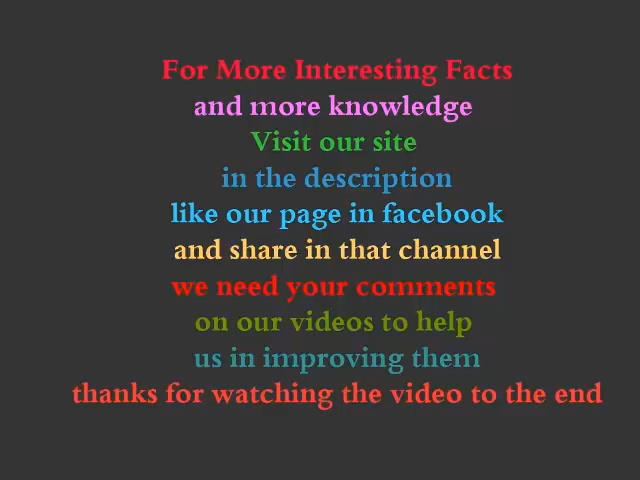 For More Interesting Facts
and more knowledge
Visit our site
in the description
like our page in facebook
and share in that channel
we need your comments
on our videos to help
us in improving them
thanks for watching the video to the end